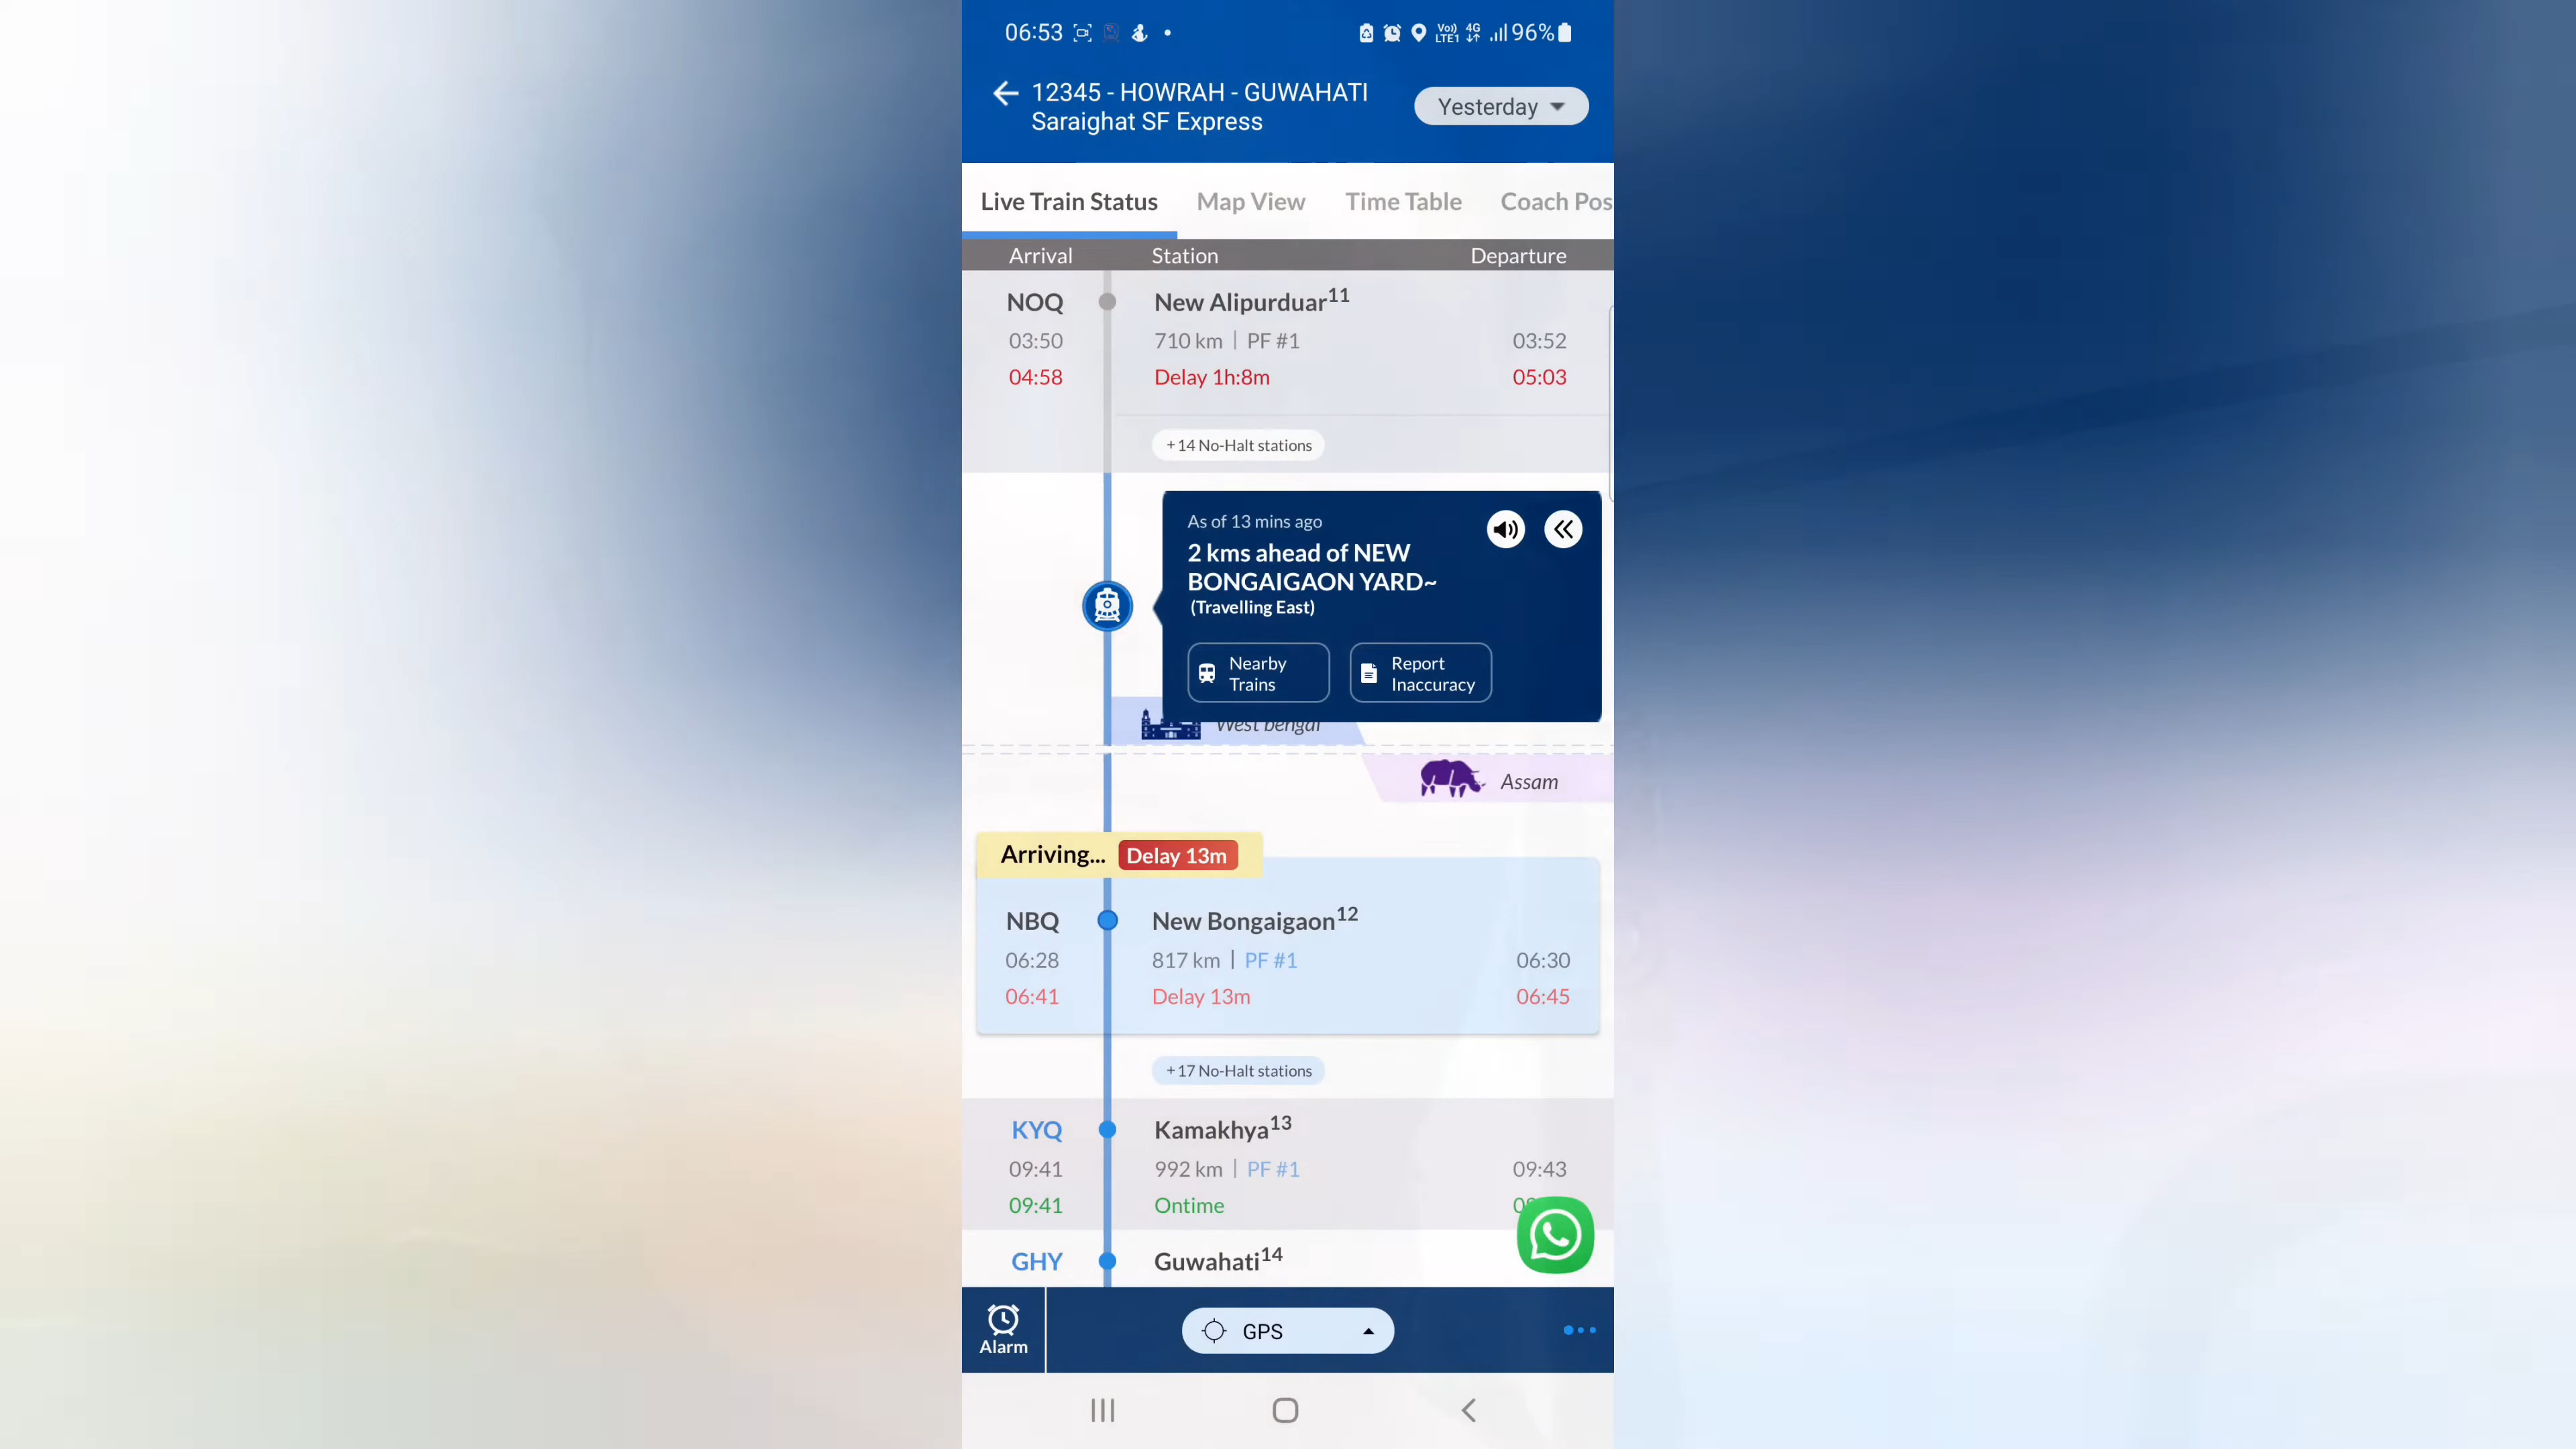 06:53
Vo)) LTE1 4G 96%
12345 - HOWRAH - GUWAHATI
Saraighat SF Express
Yesterday
Live Train Status Map View Time Table Coach Pos
Arrival Station Departure
NOQ New Alipurduar11
03:50 710 km | PF #1 03:52
04:58 Delay 1h:8m 05:03
+14 No-Halt stations
As of 13 mins ago
2 kms ahead of NEW
BONGAIGAON YARD~
(Travelling East)
Nearby
Trains
Report
Inaccuracy
West bengal
Assam
Arriving... Delay 13m
NBQ New Bongaigaon12
06:28 817 km | PF #1 06:30
06:41 Delay 13m 06:45
+17 No-Halt stations
KYQ Kamakhya13
09:41 992 km | PF #1 09:43
09:41 Ontime
GHY Guwahati14
Alarm
GPS